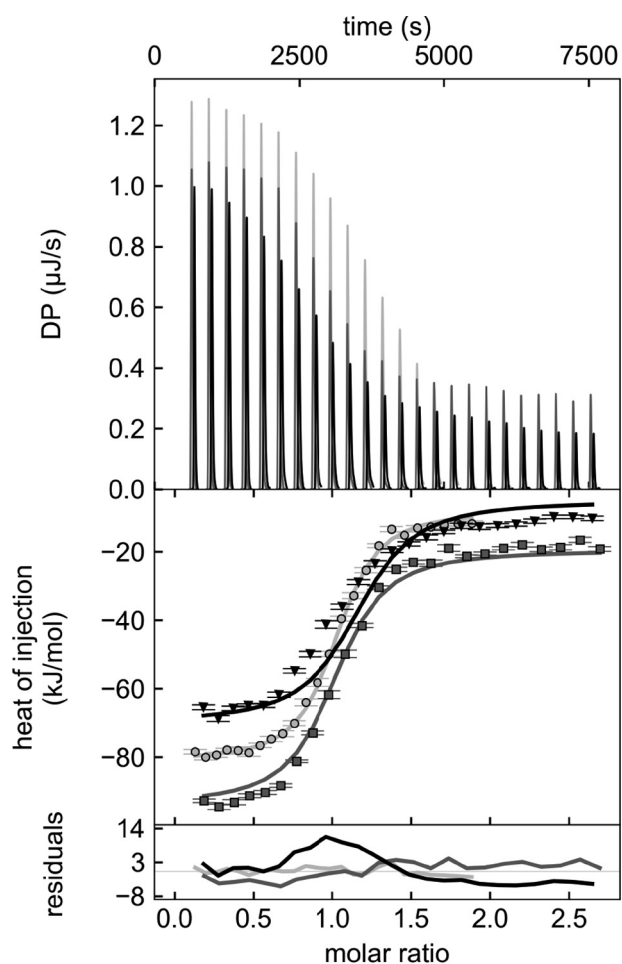 time (s)
0 2500 5000 7500
DP (µJ/s)
1.2
1.0
0.8
0.6
0.4
0.2
0.0
heat of injection
(kJ/mol)
−20
−40
−60
−80
residuals
14
3
−8
0.0 0.5 1.0 1.5 2.0 2.5
molar ratio